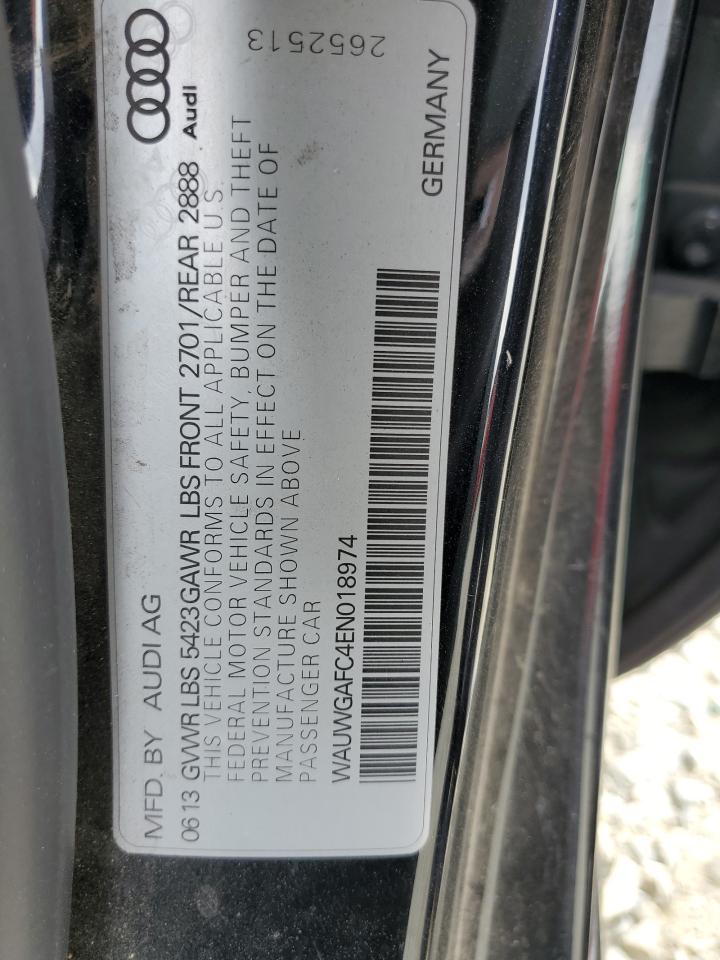 MFD. BY AUDI AG
Audi
06 13 GVWR LBS 5423 GAWR LBS FRONT 2701/REAR 2888
THIS VEHICLE CONFORMS TO ALL APPLICABLE U.S.
FEDERAL MOTOR VEHICLE SAFETY, BUMPER AND THEFT
PREVENTION STANDARDS IN EFFECT ON THE DATE OF
MANUFACTURE SHOWN ABOVE
PASSENGER CAR
WAUWGAFC4EN018974
GERMANY
2652513